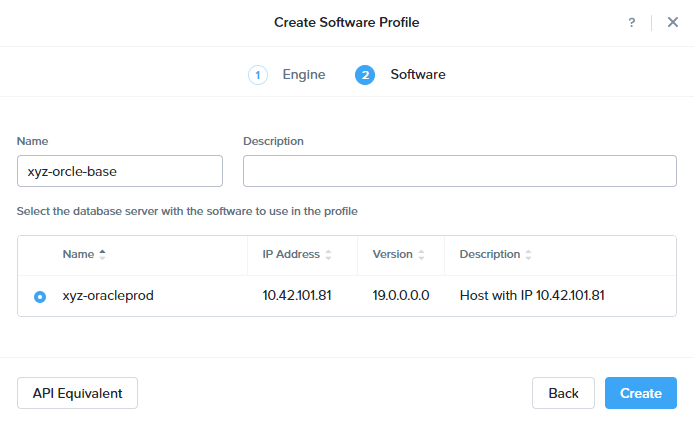 Create Software Profile
?
1 Engine 2 Software
Name Description
xyz-orcle-base
Select the database server with the software to use in the profile
Name IP Address Version Description
xyz-oracleprod 10.42.101.81 19.0.0.0.0 Host with IP 10.42.101.81
API Equivalent Back Create